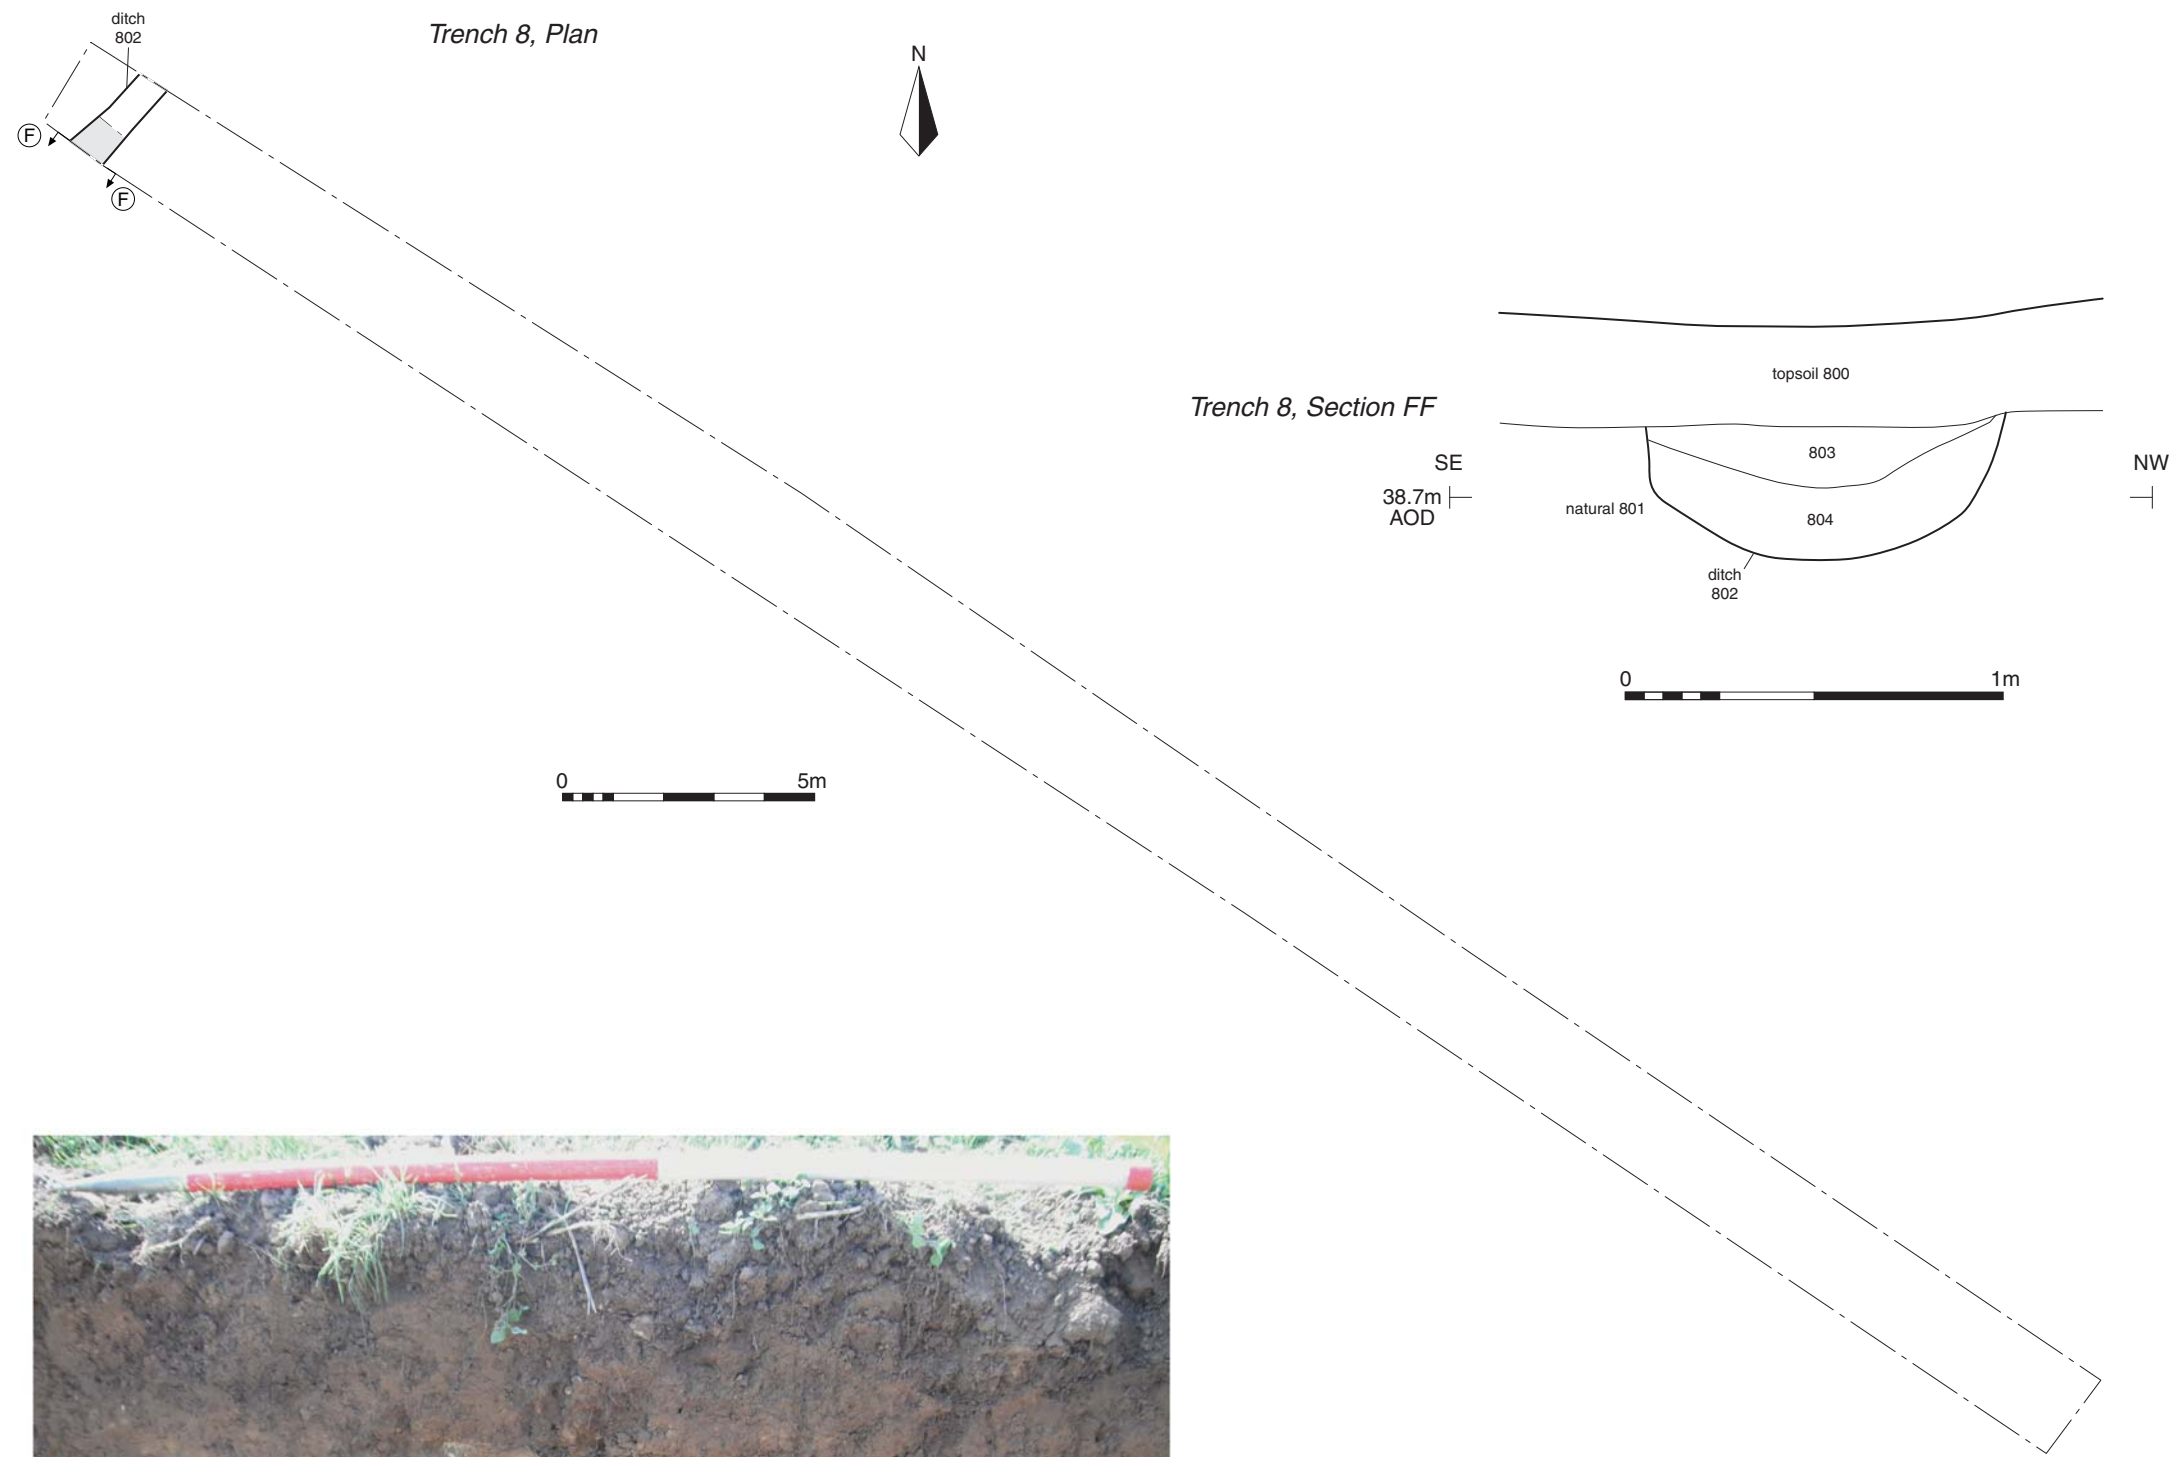 ditch
802
Trench 8, Plan
N
F
F
topsoil 800
Trench 8, Section FF
803
SE
NW
38.7m
AOD
natural 801
804
ditch
802
0 1m
0 5m